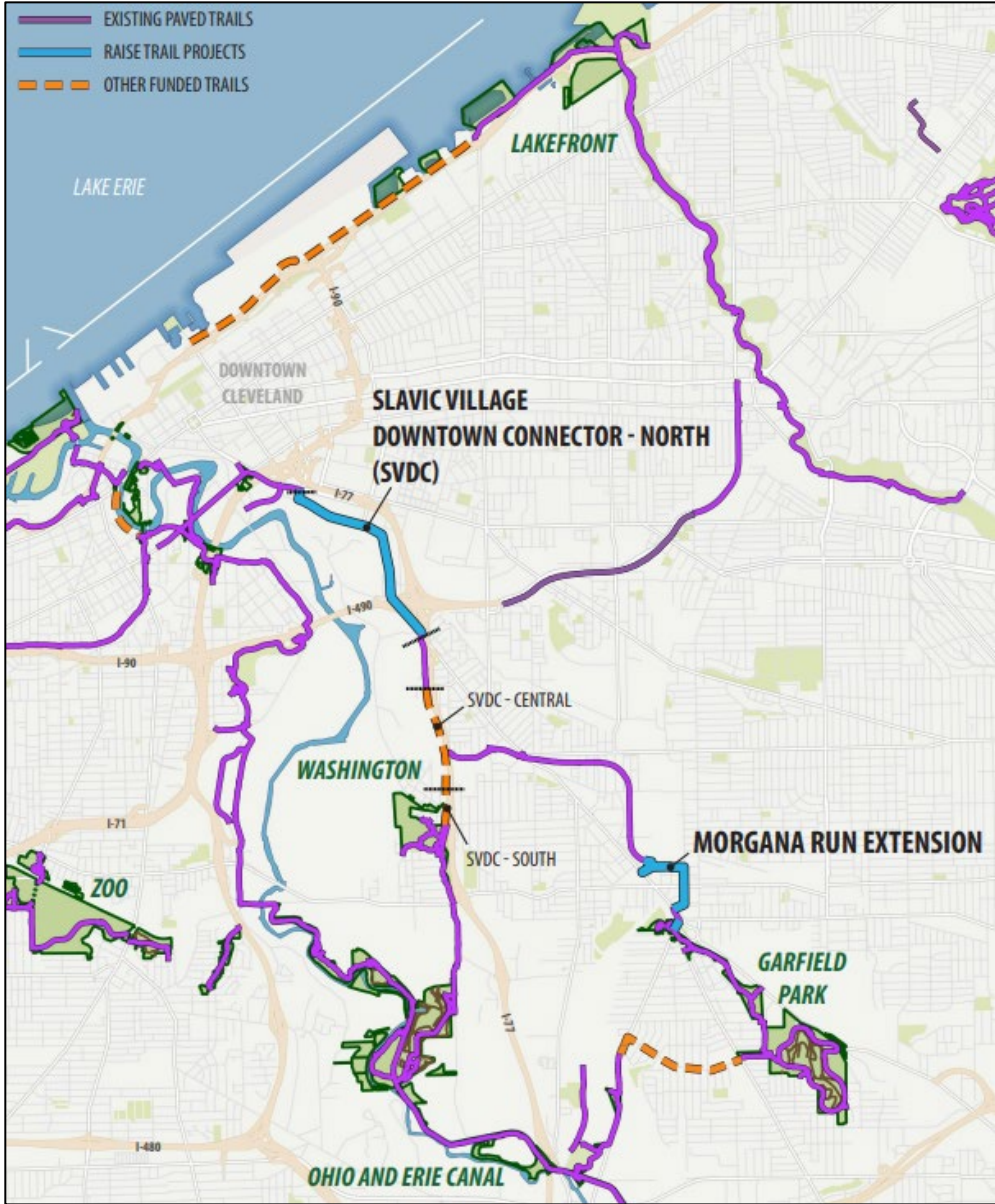 EXISTING PAVED TRAILS
RAISE TRAIL PROJECTS
OTHER FUNDED TRAILS
LAKEFRONT
LAKE ERIE
I-90
DOWNTOWN
CLEVELAND
SLAVIC VILLAGE
DOWNTOWN CONNECTOR - NORTH
(SVDC)
I-77
I-490
I-90
SVDC - CENTRAL
WASHINGTON
I-71
SVDC - SOUTH
MORGANA RUN EXTENSION
ZOO
GARFIELD
PARK
I-77
I-480
OHIO AND ERIE CANAL